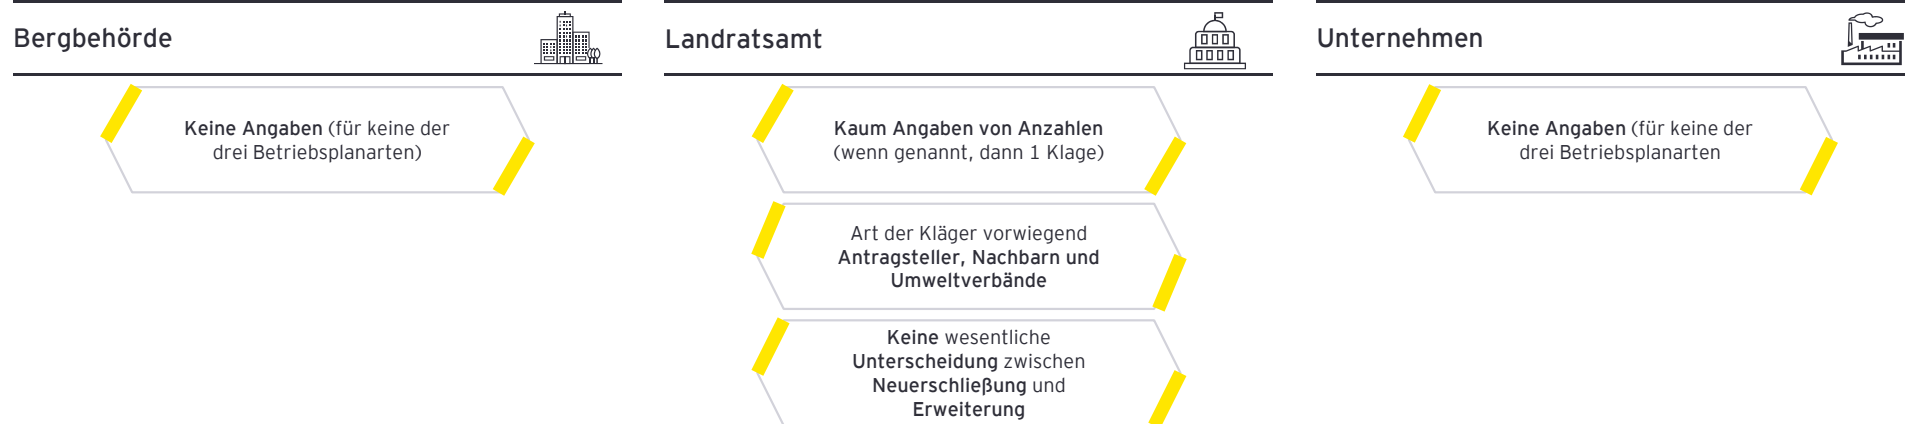 Bergbehörde
Keine Angaben (für keine der
drei Betriebsplanarten)
Landratsamt
Kaum Angaben von Anzahlen
(wenn genannt, dann 1 Klage)
Art der Kläger vorwiegend
Antragsteller, Nachbarn und
Umweltverbände
Keine wesentliche
Unterscheidung zwischen
Neuerschließung und
Erweiterung
Unternehmen
Keine Angaben (für keine der
drei Betriebsplanarten